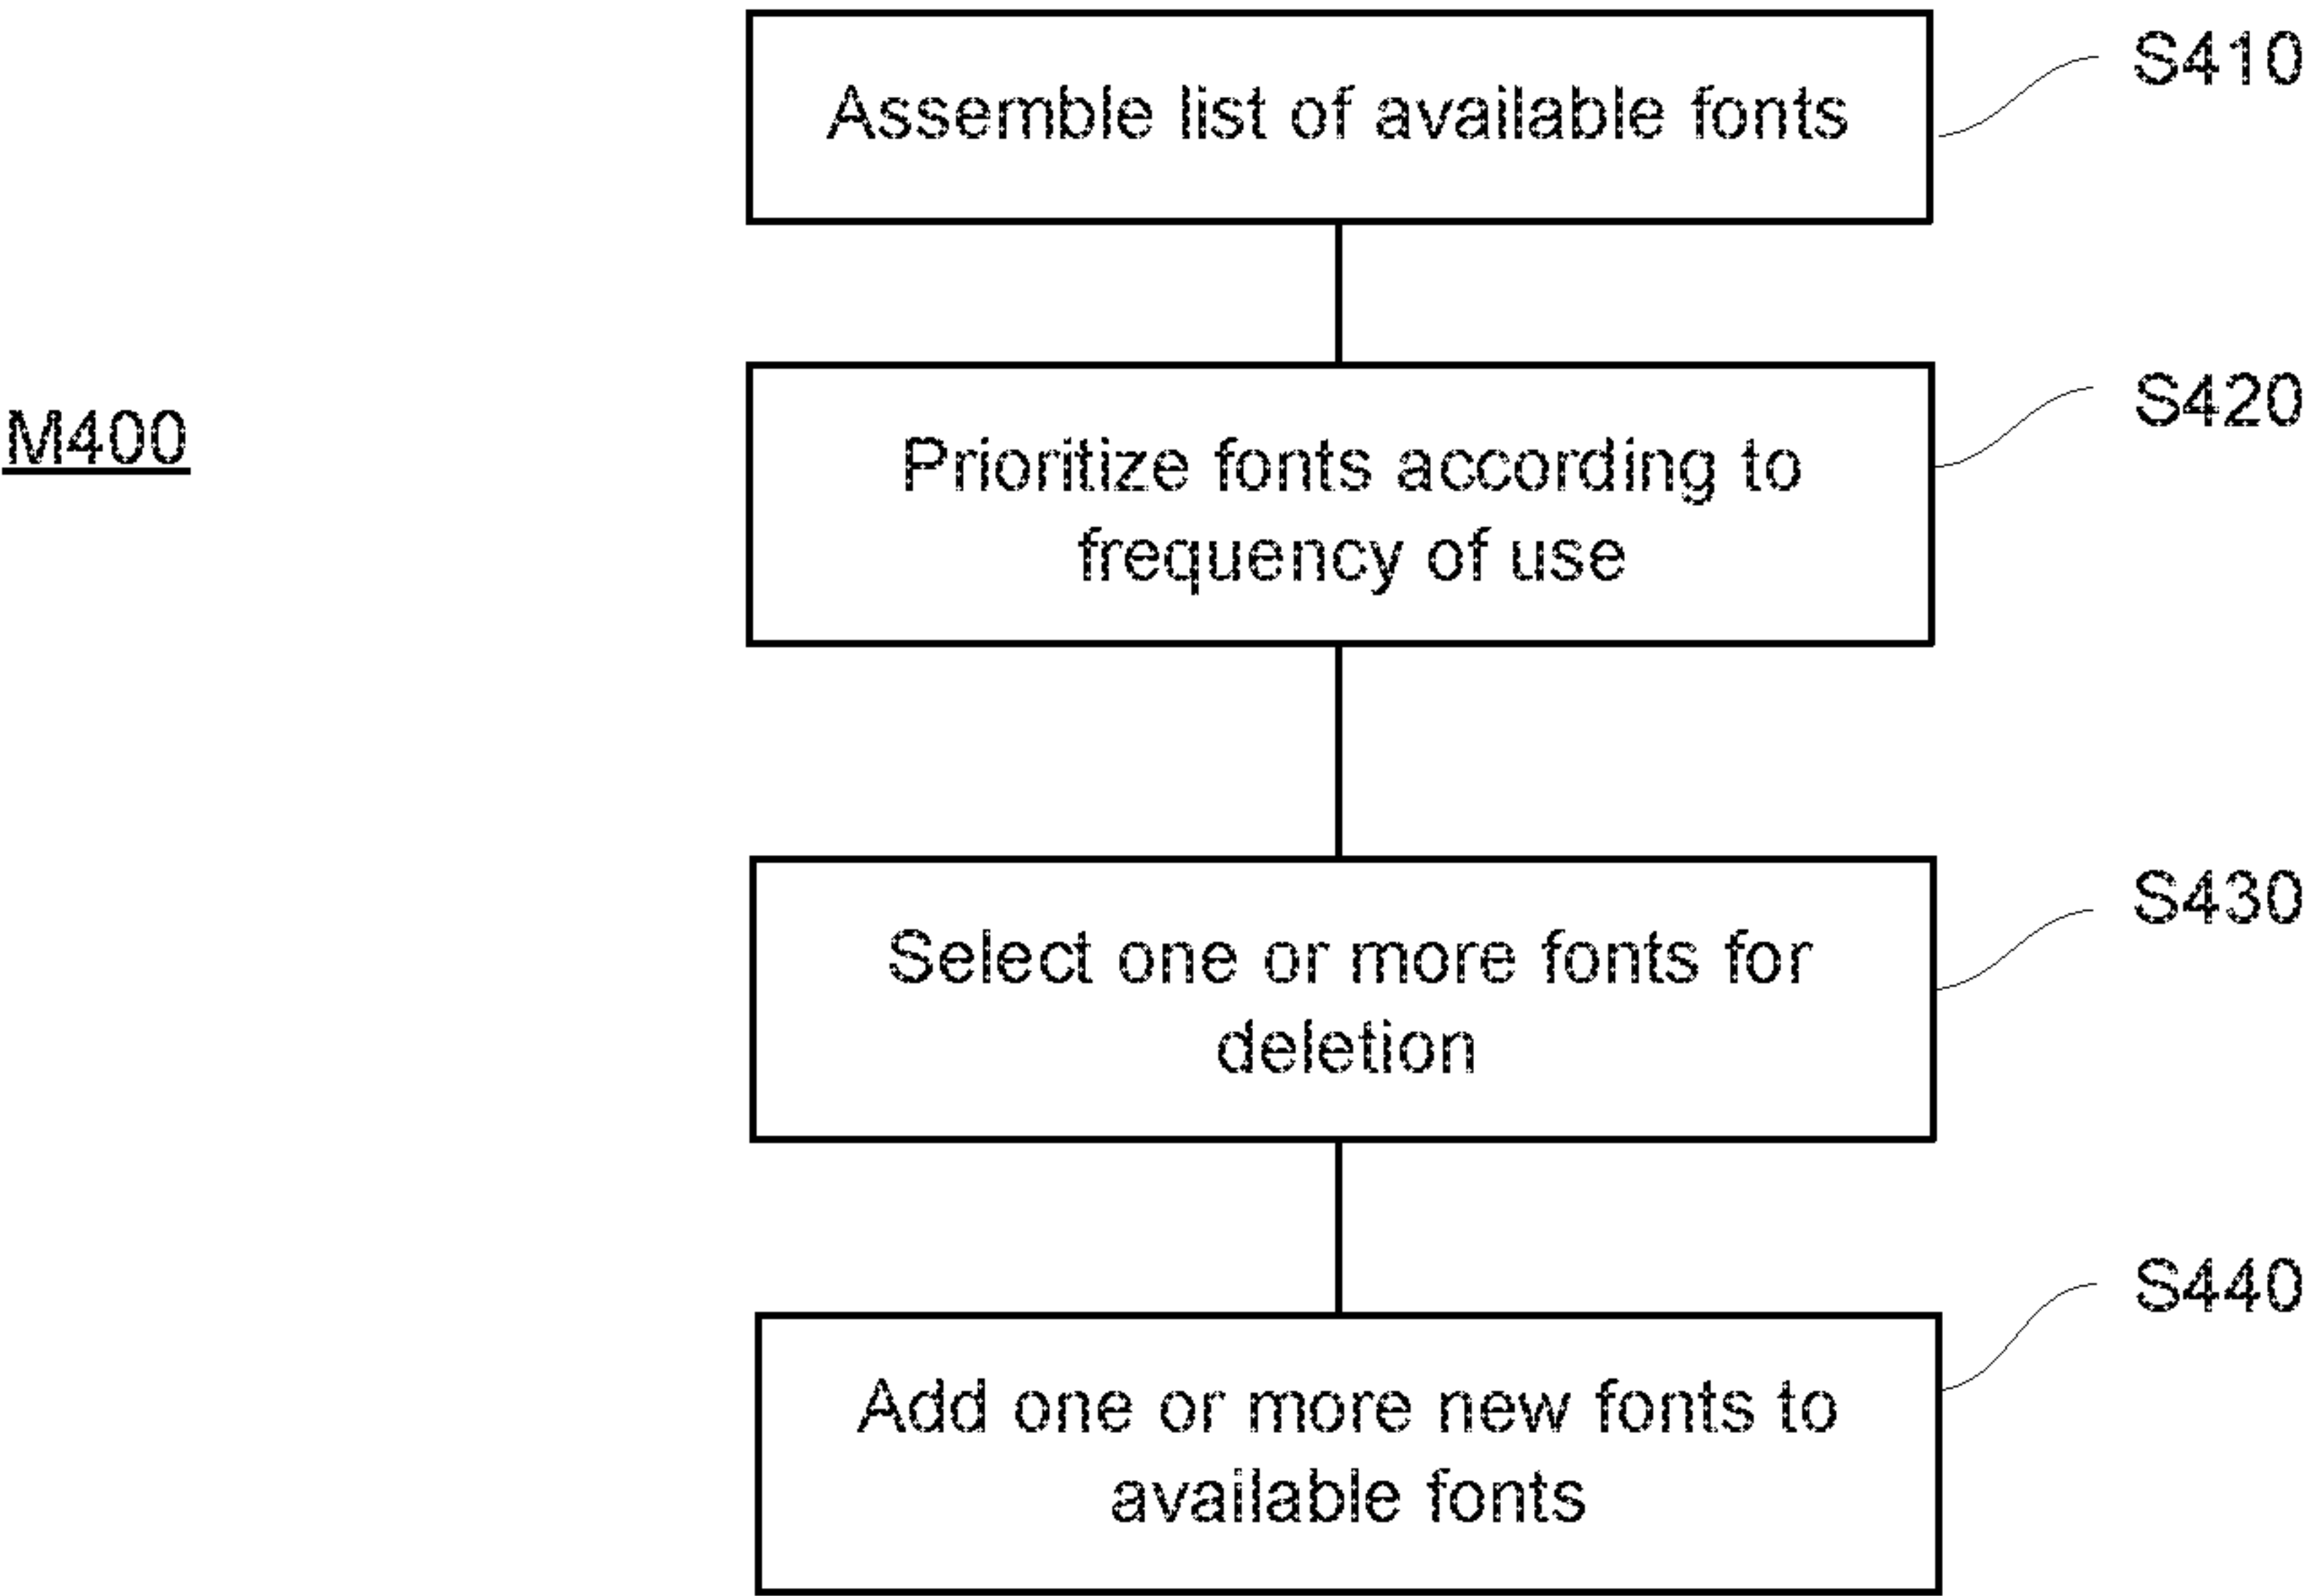 Assemble list of available fonts
S410
M400
Prioritize fonts according to
frequency of use
S420
Select one or more fonts for
deletion
S430
Add one or more new fonts to
available fonts
S440